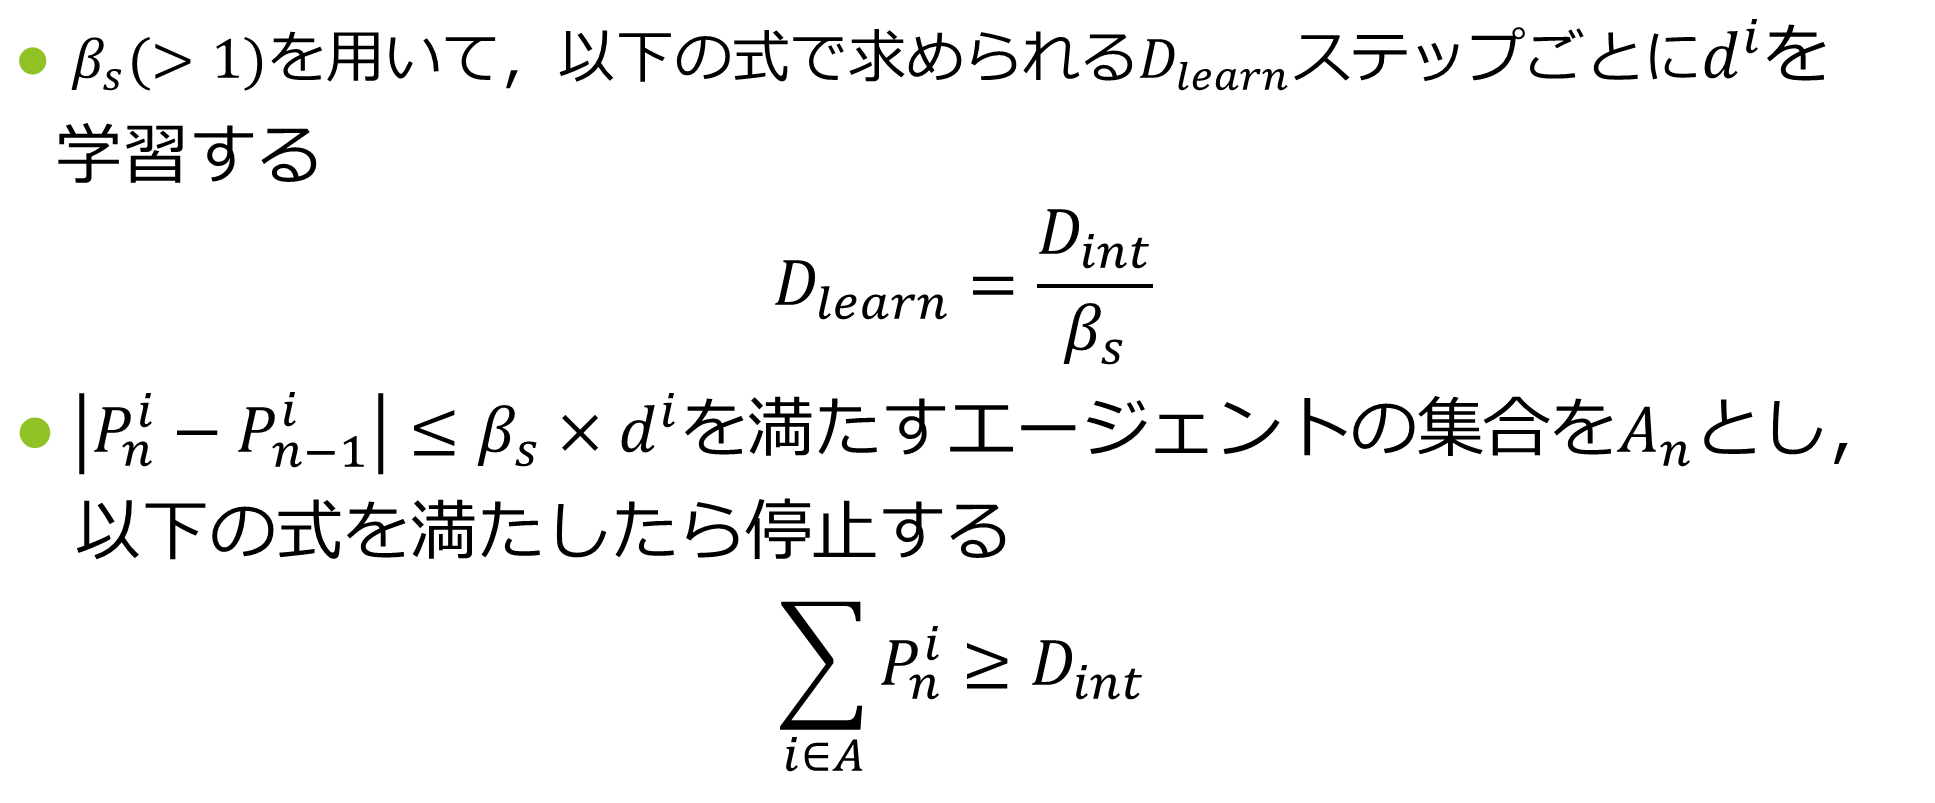 ● βₛ(> 1)を用いて，以下の式で求められるD_learnステップごとにdⁱを
学習する
D_learn = D_int / βₛ
● |P_n^i − P_{n−1}^i| ≤ βₛ × dⁱを満たすエージェントの集合をA_nとし，
以下の式を満たしたら停止する
∑_{i∈A} P_n^i ≥ D_int